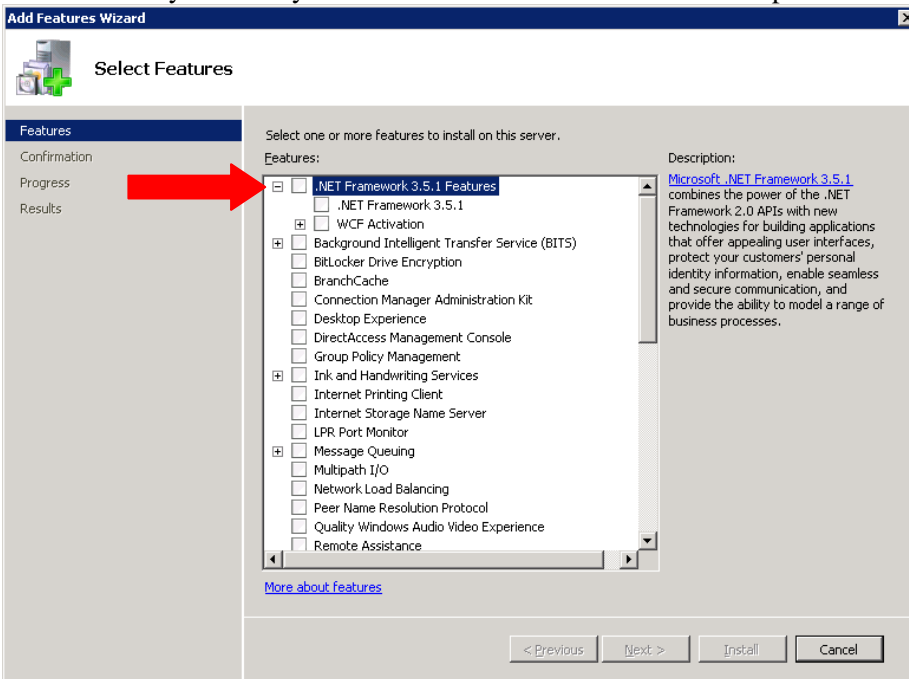 Add Features Wizard
Select Features
Features
Confirmation
Progress
Results
Select one or more features to install on this server.
Features:
.NET Framework 3.5.1 Features
.NET Framework 3.5.1
WCF Activation
Background Intelligent Transfer Service (BITS)
BitLocker Drive Encryption
BranchCache
Connection Manager Administration Kit
Desktop Experience
DirectAccess Management Console
Group Policy Management
Ink and Handwriting Services
Internet Printing Client
Internet Storage Name Server
LPR Port Monitor
Message Queuing
Multipath I/O
Network Load Balancing
Peer Name Resolution Protocol
Quality Windows Audio Video Experience
Remote Assistance
Description:
Microsoft .NET Framework 3.5.1
combines the power of the .NET
Framework 2.0 APIs with new
technologies for building applications
that offer appealing user interfaces,
protect your customers' personal
identity information, enable seamless
and secure communication, and
provide the ability to model a range of
business processes.
More about features
< Previous
Next >
Install
Cancel